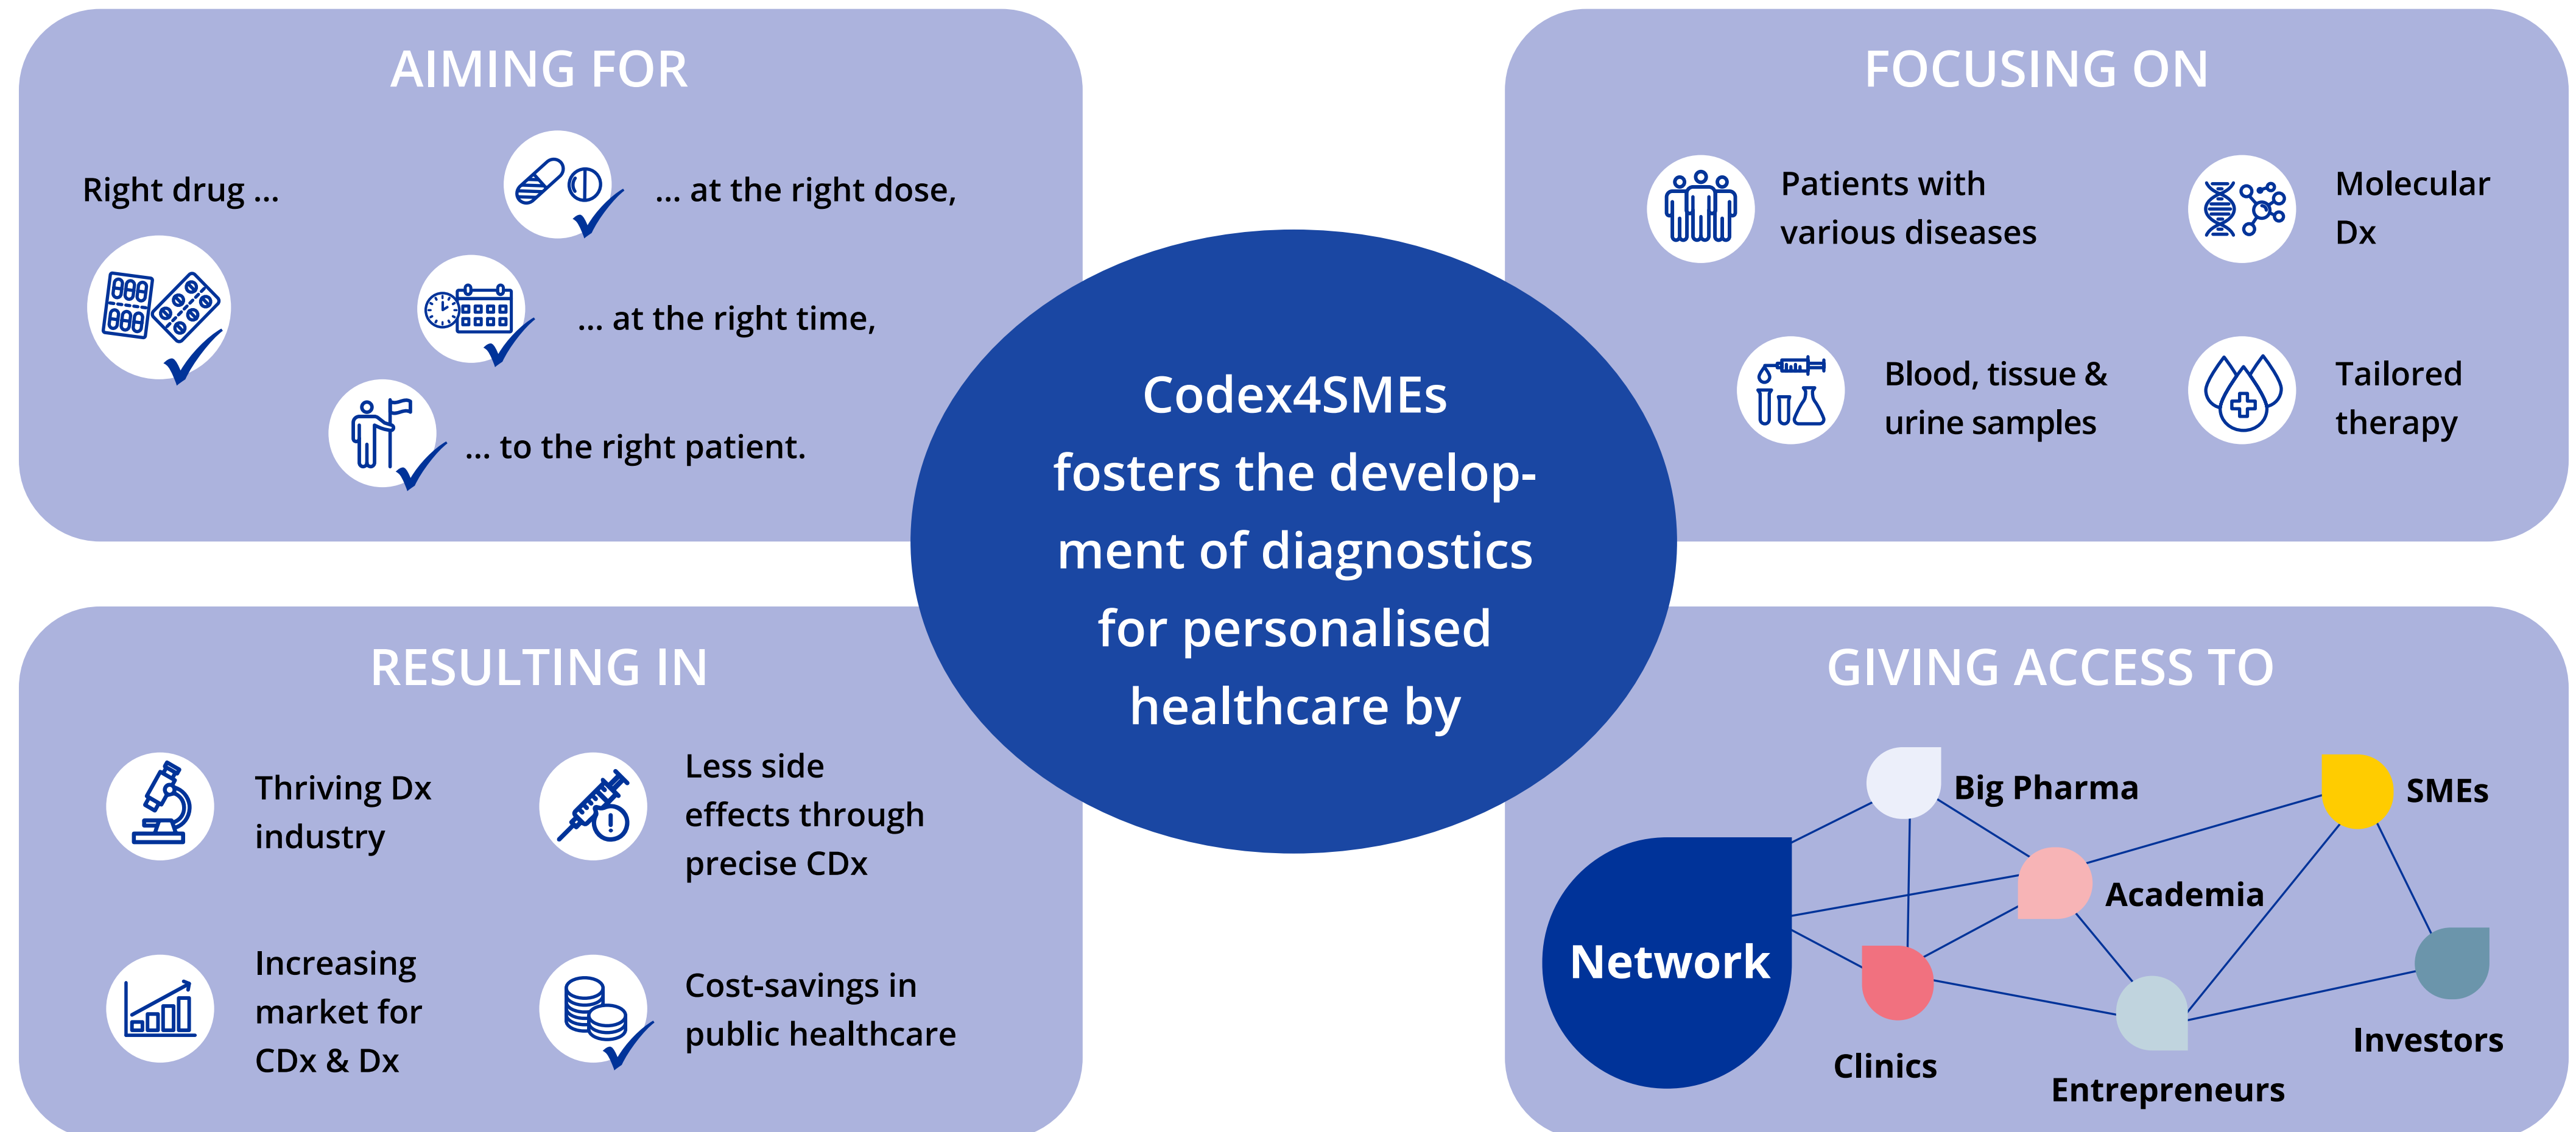 AIMING FOR
Right drug ...
... at the right dose,
... at the right time,
... to the right patient.
FOCUSING ON
Patients with
various diseases
Molecular
Dx
Blood, tissue &
urine samples
Tailored
therapy
Codex4SMEs
fosters the develop-
ment of diagnostics
for personalised
healthcare by
RESULTING IN
Thriving Dx
industry
Less side
effects through
precise CDx
Increasing
market for
CDx & Dx
Cost-savings in
public healthcare
GIVING ACCESS TO
Big Pharma
SMEs
Academia
Network
Clinics
Investors
Entrepreneurs